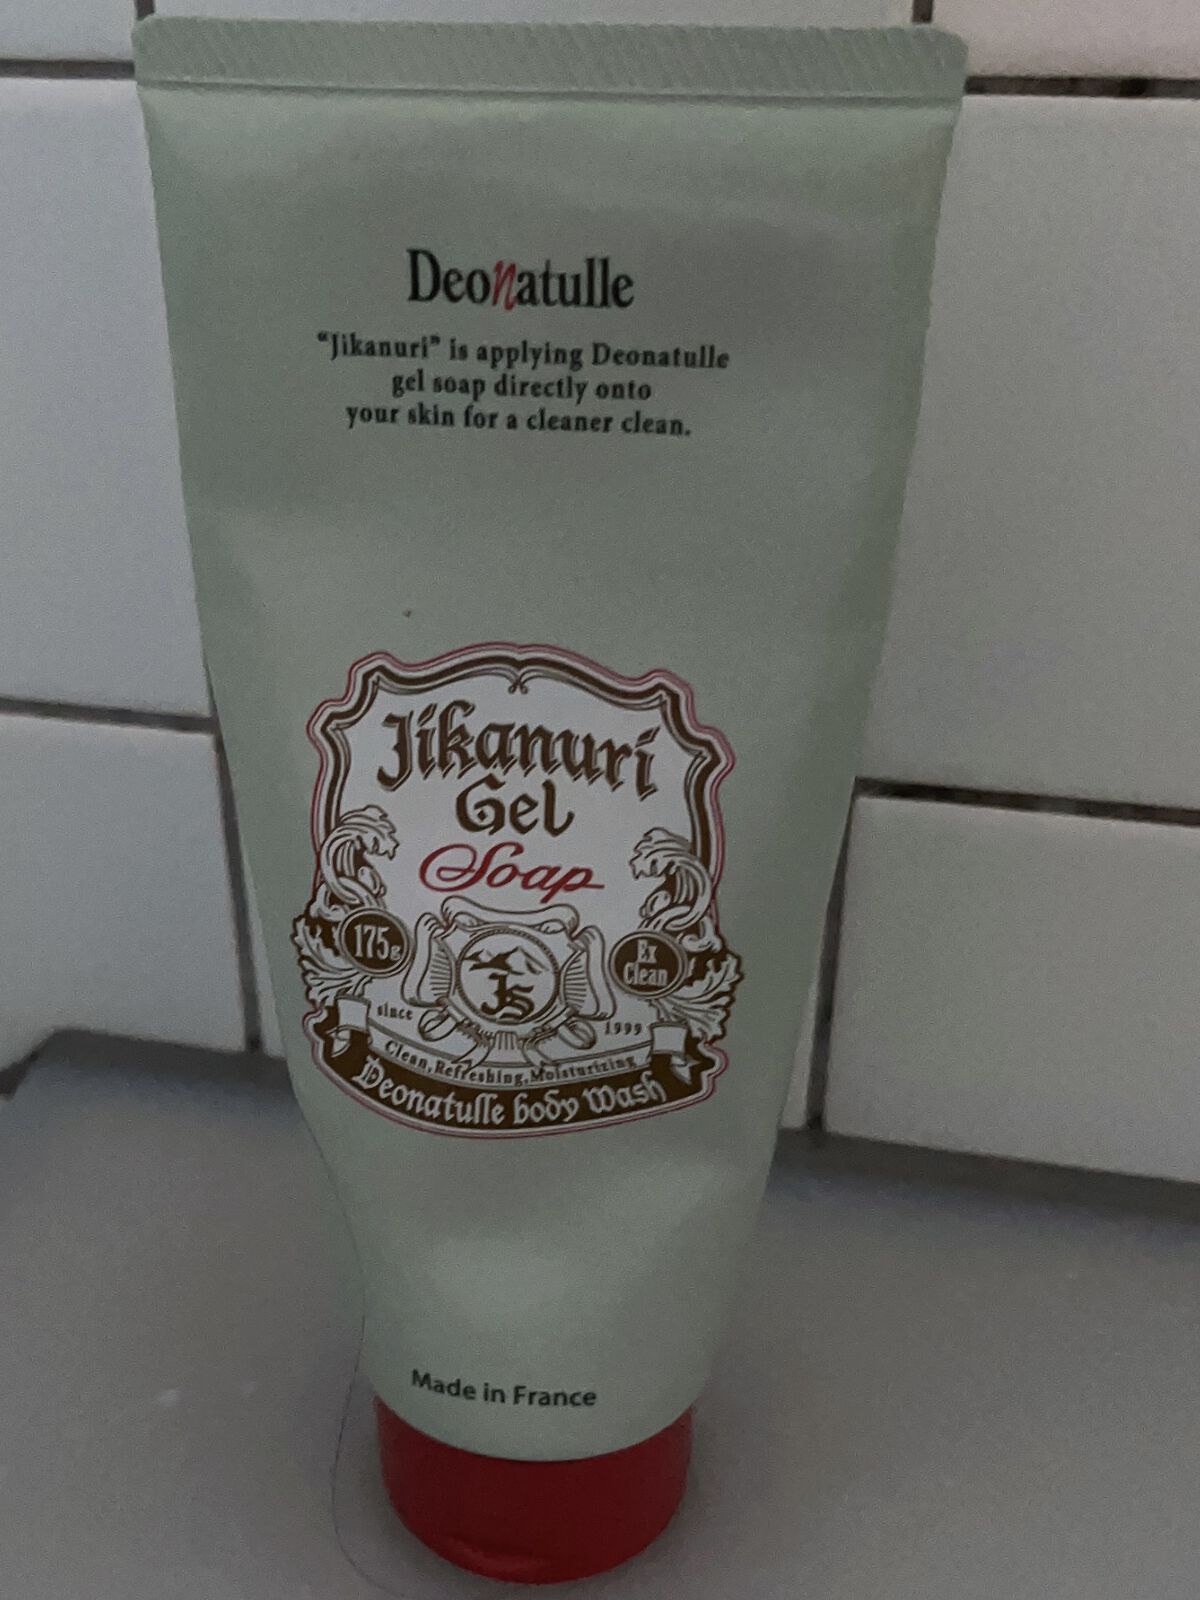 Deonatulle
“Jikanuri” is applying Deonatulle
gel soap directly onto
your skin for a cleaner clean.
Jikanuri
Gel
Soap
175g
Ex
Clean
JS
since
1999
Clean,Refreshing,Moisturizing
Deonatulle body Wash
Made in France